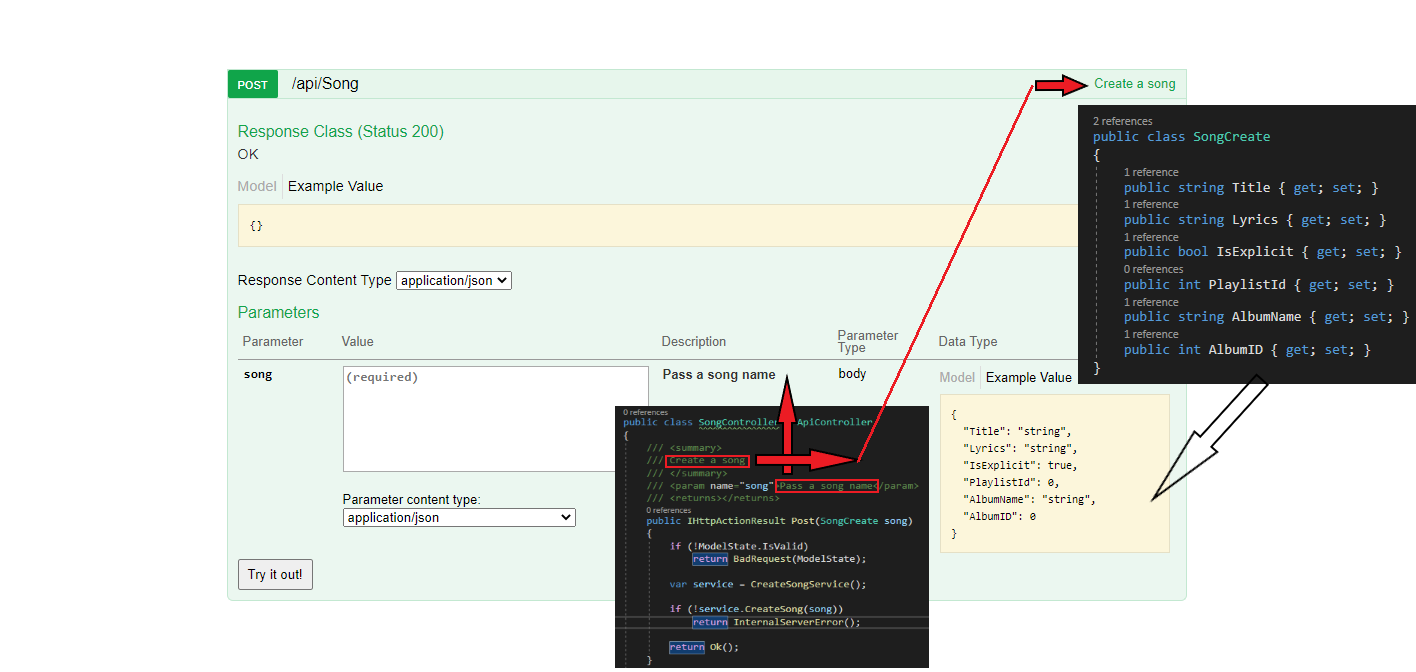 POST /api/Song Create a song
Response Class (Status 200)
OK
Model Example Value
{}
Response Content Type application/json
Parameters
Parameter Value Description Parameter Type Data Type
song (required) Pass a song name body Model Example Value
Parameter content type:
application/json
Try it out!
{
"Title": "string",
"Lyrics": "string",
"IsExplicit": true,
"PlaylistId": 0,
"AlbumName": "string",
"AlbumID": 0
}
2 references
public class SongCreate
{
1 reference
public string Title { get; set; }
1 reference
public string Lyrics { get; set; }
1 reference
public bool IsExplicit { get; set; }
0 references
public int PlaylistId { get; set; }
1 reference
public string AlbumName { get; set; }
1 reference
public int AlbumID { get; set; }
}
0 references
public class SongController ApiController
{
/// <summary>
/// Create a song
/// </summary>
/// <param name="song">Pass a song name</param>
/// <returns></returns>
0 references
public IHttpActionResult Post(SongCreate song)
{
if (!ModelState.IsValid)
return BadRequest(ModelState);
var service = CreateSongService();
if (!service.CreateSong(song))
return InternalServerError();
return Ok();
}